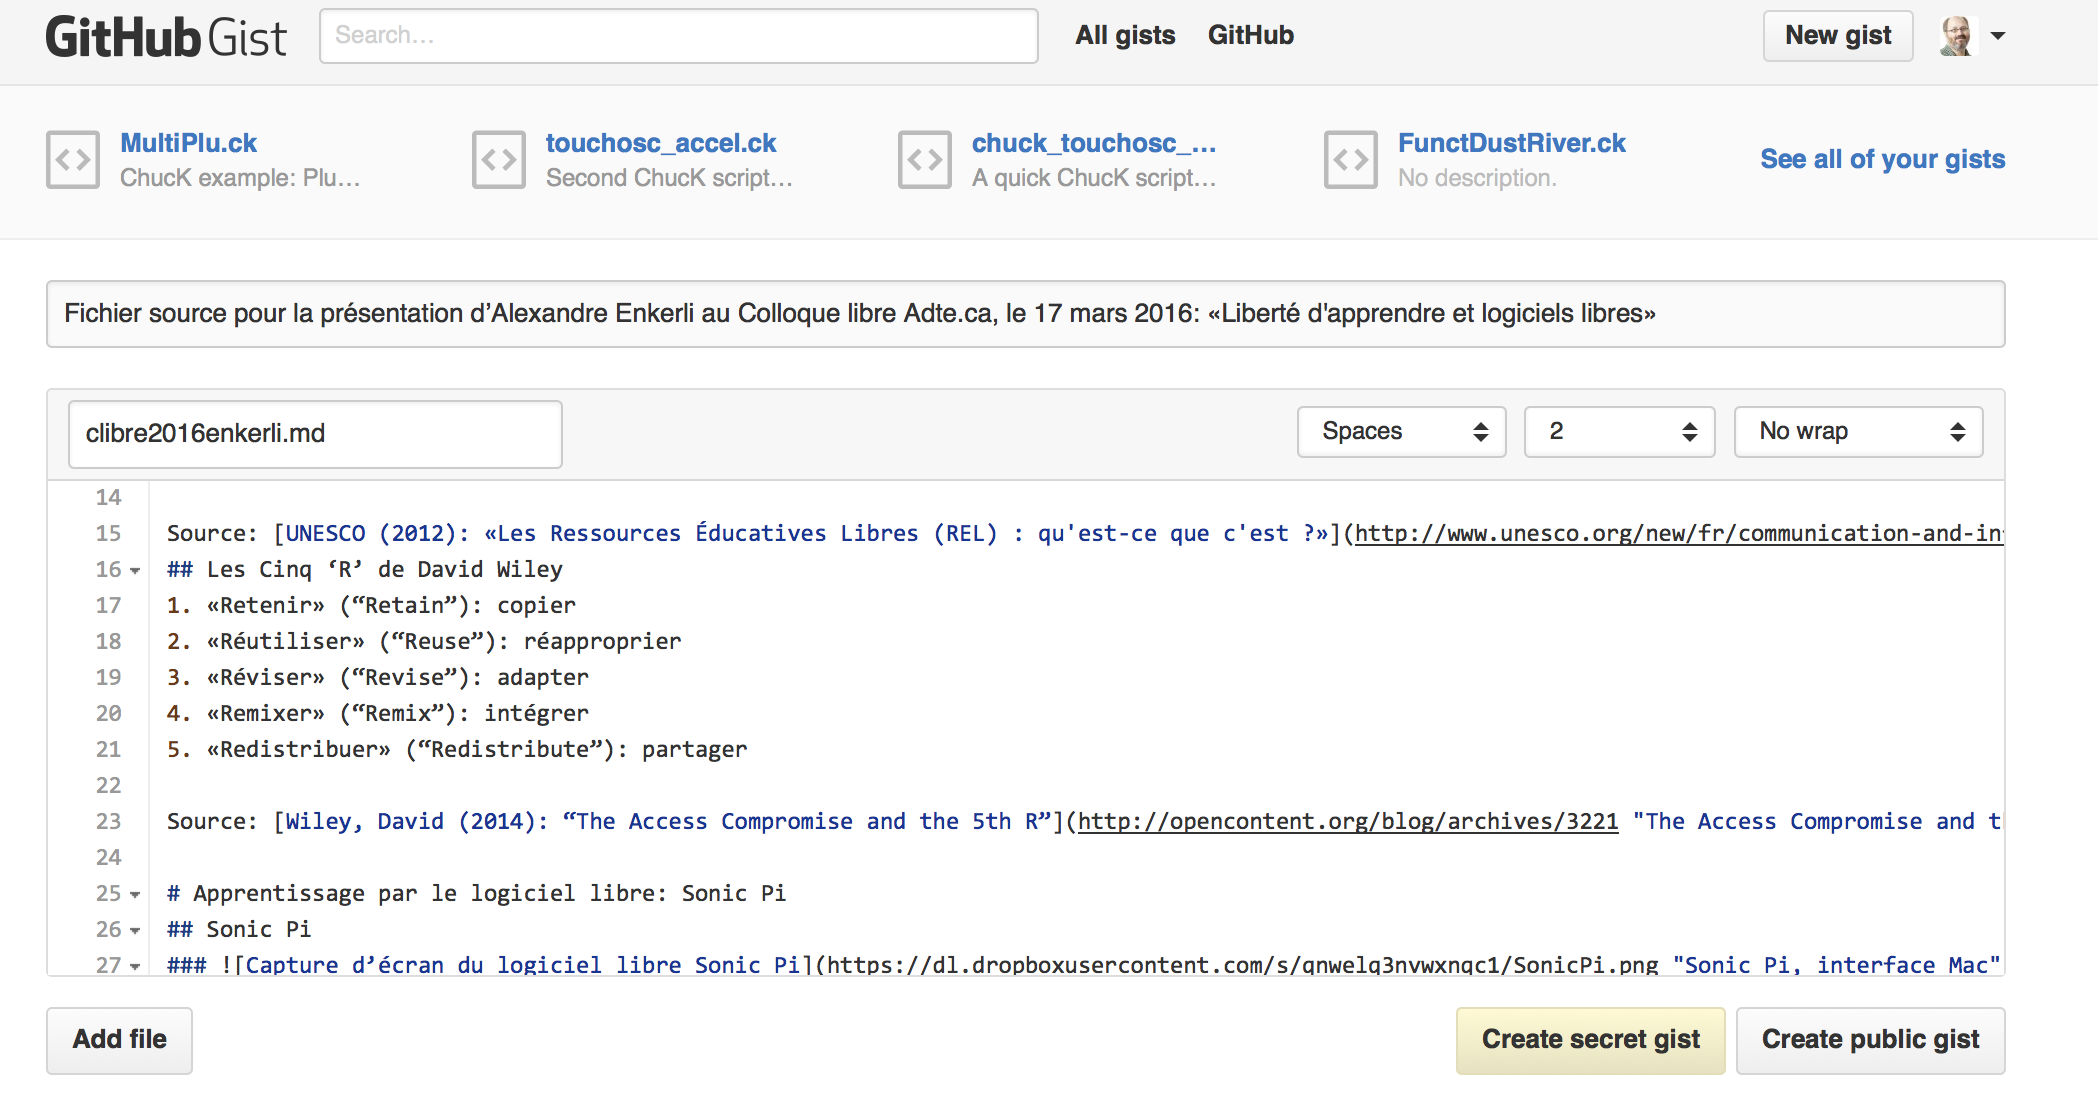 GitHub Gist
Search...
All gists
GitHub
New gist
MultiPlu.ck
ChucK example: Plu...
touchosc_accel.ck
Second ChucK script...
chuck_touchosc_...
A quick ChucK script...
FunctDustRiver.ck
No description.
See all of your gists
Fichier source pour la présentation d’Alexandre Enkerli au Colloque libre Adte.ca, le 17 mars 2016: «Liberté d'apprendre et logiciels libres»
clibre2016enkerli.md
Spaces
2
No wrap
14
15 Source: [UNESCO (2012): «Les Ressources Éducatives Libres (REL) : qu'est-ce que c'est ?»](http://www.unesco.org/new/fr/communication-and-in
16 ## Les Cinq ‘R’ de David Wiley
17 1. «Retenir» (“Retain”): copier
18 2. «Réutiliser» (“Reuse”): réapproprier
19 3. «Réviser» (“Revise”): adapter
20 4. «Remixer» (“Remix”): intégrer
21 5. «Redistribuer» (“Redistribute”): partager
22
23 Source: [Wiley, David (2014): “The Access Compromise and the 5th R”](http://opencontent.org/blog/archives/3221 "The Access Compromise and t
24
25 # Apprentissage par le logiciel libre: Sonic Pi
26 ## Sonic Pi
27 ### ![Capture d’écran du logiciel libre Sonic Pi](https://dl.dropboxusercontent.com/s/qnwelq3nvwxnqc1/SonicPi.png "Sonic Pi, interface Mac"
Add file
Create secret gist
Create public gist